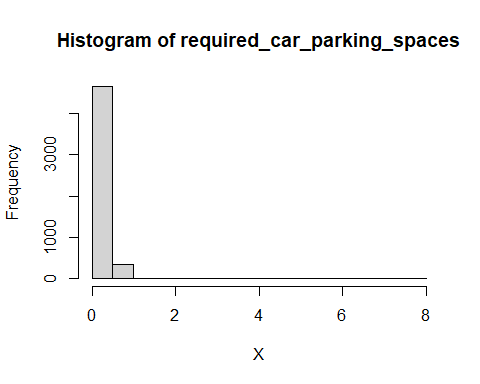 Histogram of required_car_parking_spaces
Frequency
3000
1000
0
0 2 4 6 8
X